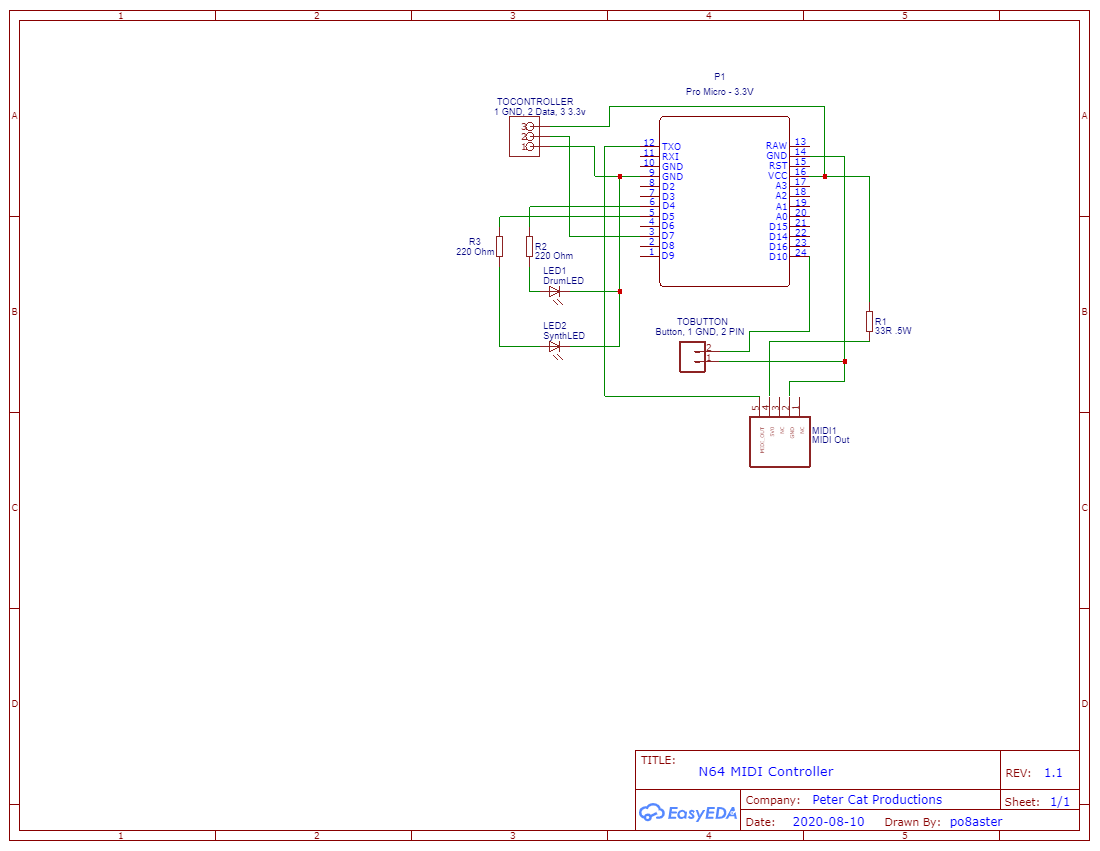 1 2 3 4 5
A A
B B
C C
D D
P1
Pro Micro - 3.3V
TOCONTROLLER
1 GND, 2 Data, 3 3.3v
3
2
1
12 TXO
11 RXI
10 GND
9 GND
8 D2
7 D3
6 D4
5 D5
4 D6
3 D7
2 D8
1 D9
RAW 13
GND 14
RST 15
VCC 16
A3 17
A2 18
A1 19
A0 20
D15 21
D14 22
D16 23
D10 24
R3
220 Ohm
R2
220 Ohm
LED1
DrumLED
LED2
SynthLED
TOBUTTON
Button, 1 GND, 2 PIN
2
1
R1
33R .5W
5 4 3 2 1
MIDI_OUT 5V0 NC GND NC
MIDI1
MIDI Out
TITLE:
N64 MIDI Controller
REV: 1.1
EasyEDA
Company: Peter Cat Productions
Sheet: 1/1
Date: 2020-08-10 Drawn By: po8aster
1 2 3 4 5